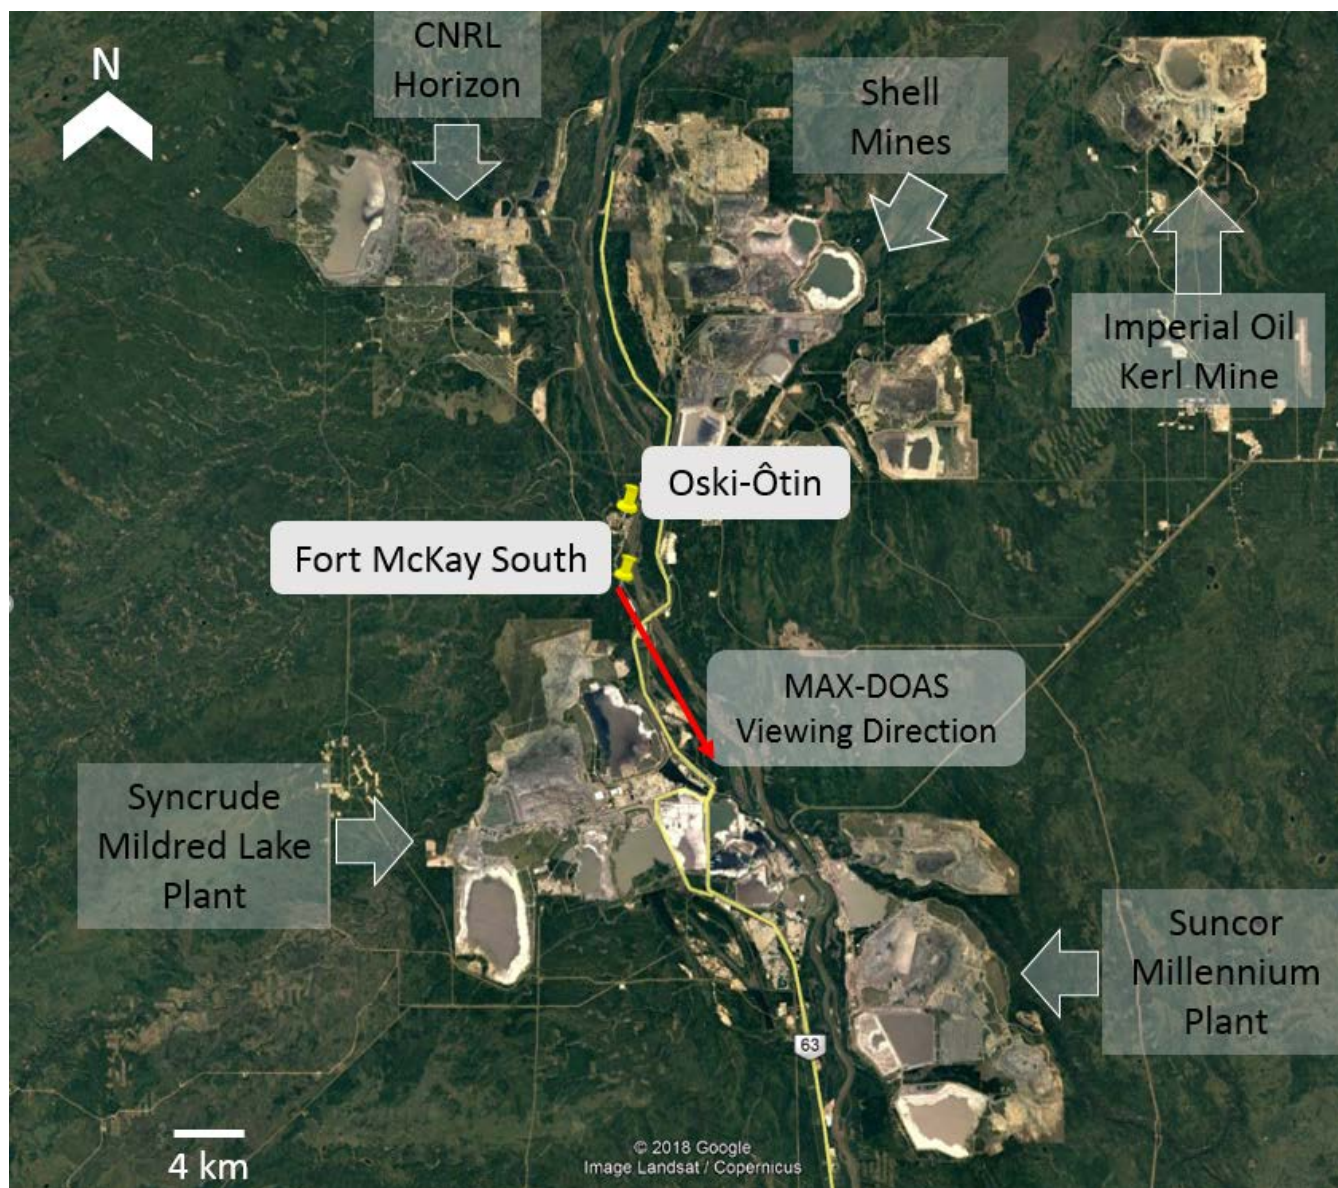 CNRL
Horizon
N
Shell
Mines
Imperial Oil
Kerl Mine
Oski-Ôtin
Fort McKay South
MAX-DOAS
Viewing Direction
Syncrude
Mildred Lake
Plant
Suncor
Millennium
Plant
63
4 km
© 2018 Google
Image Landsat / Copernicus